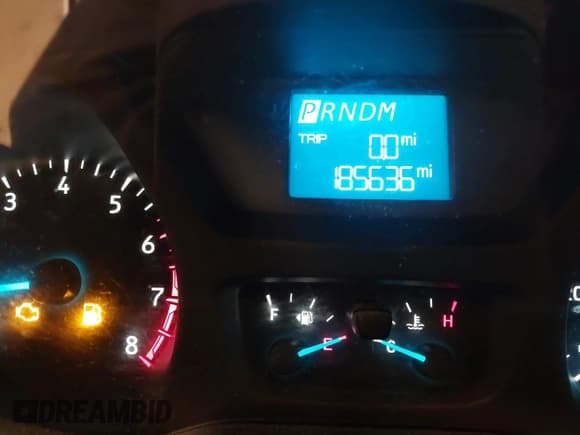 PRNDM
TRIP 0.0 mi
185636 mi
3 4 5 6 7 8
F E
C H
DREAMBID